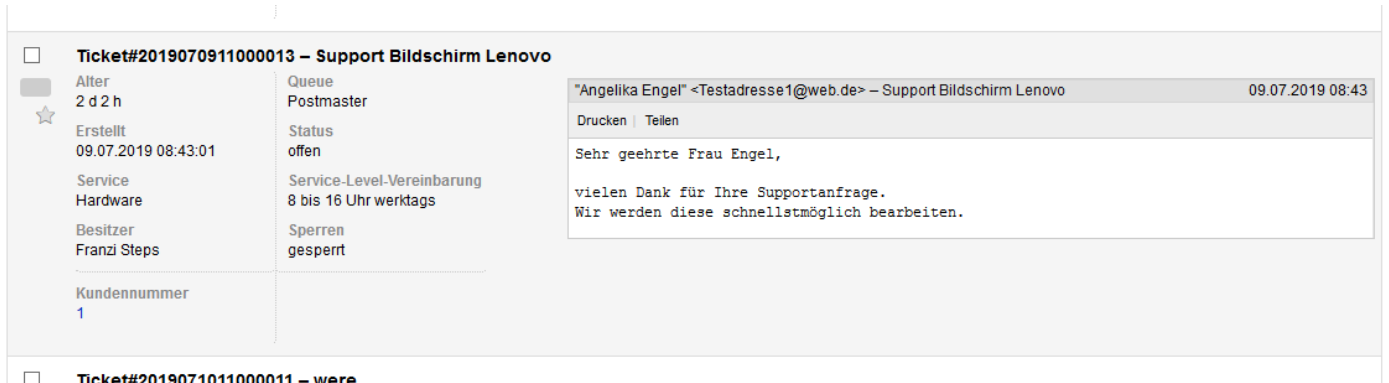 Ticket#2019070911000013 – Support Bildschirm Lenovo
Alter
2 d 2 h
Erstellt
09.07.2019 08:43:01
Service
Hardware
Besitzer
Franzi Steps
Kundennummer
1
Queue
Postmaster
Status
offen
Service-Level-Vereinbarung
8 bis 16 Uhr werktags
Sperren
gesperrt
"Angelika Engel" <Testadresse1@web.de> – Support Bildschirm Lenovo 09.07.2019 08:43
Drucken | Teilen
Sehr geehrte Frau Engel,
vielen Dank für Ihre Supportanfrage.
Wir werden diese schnellstmöglich bearbeiten.
Ticket#2019071011000011 – were